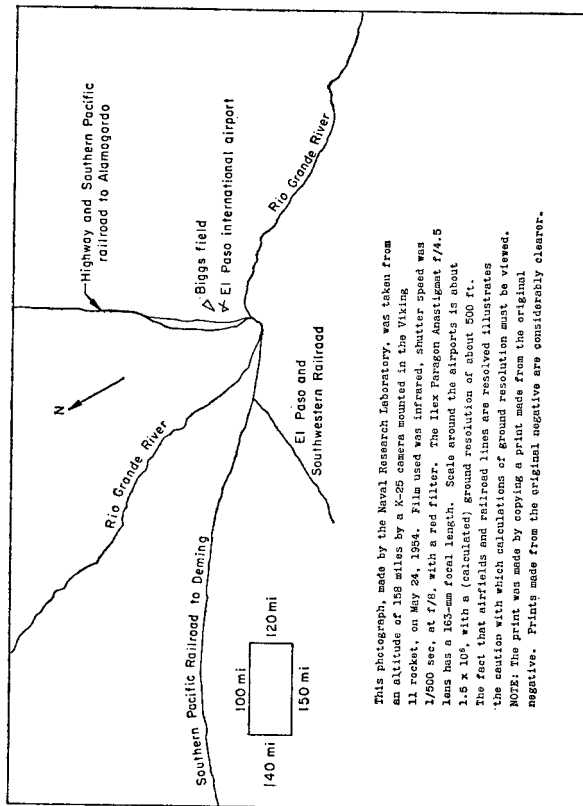 Highway and Southern Pacific
railroad to Alamogordo
Biggs field
El Paso international airport
N
Rio Grande River
Rio Grande River
El Paso and
Southwestern Railroad
Southern Pacific Railroad to Deming
100 mi
140 mi
120 mi
150 mi
This photograph, made by the Naval Research Laboratory, was taken from
an altitude of 158 miles by a K-25 camera mounted in the Viking
11 rocket, on May 24, 1954. Film used was infrared, shutter speed was
1/500 sec, at f/8, with a red filter. The Ilex Paragon Anastigmat f/4.5
lens has a 163-mm focal length. Scale around the airports is about
1.5 x 10⁶, with a (calculated) ground resolution of about 500 ft.
The fact that airfields and railroad lines are resolved illustrates
the caution with which calculations of ground resolution must be viewed.
NOTE: The print was made by copying a print made from the original
negative. Prints made from the original negative are considerably clearer.